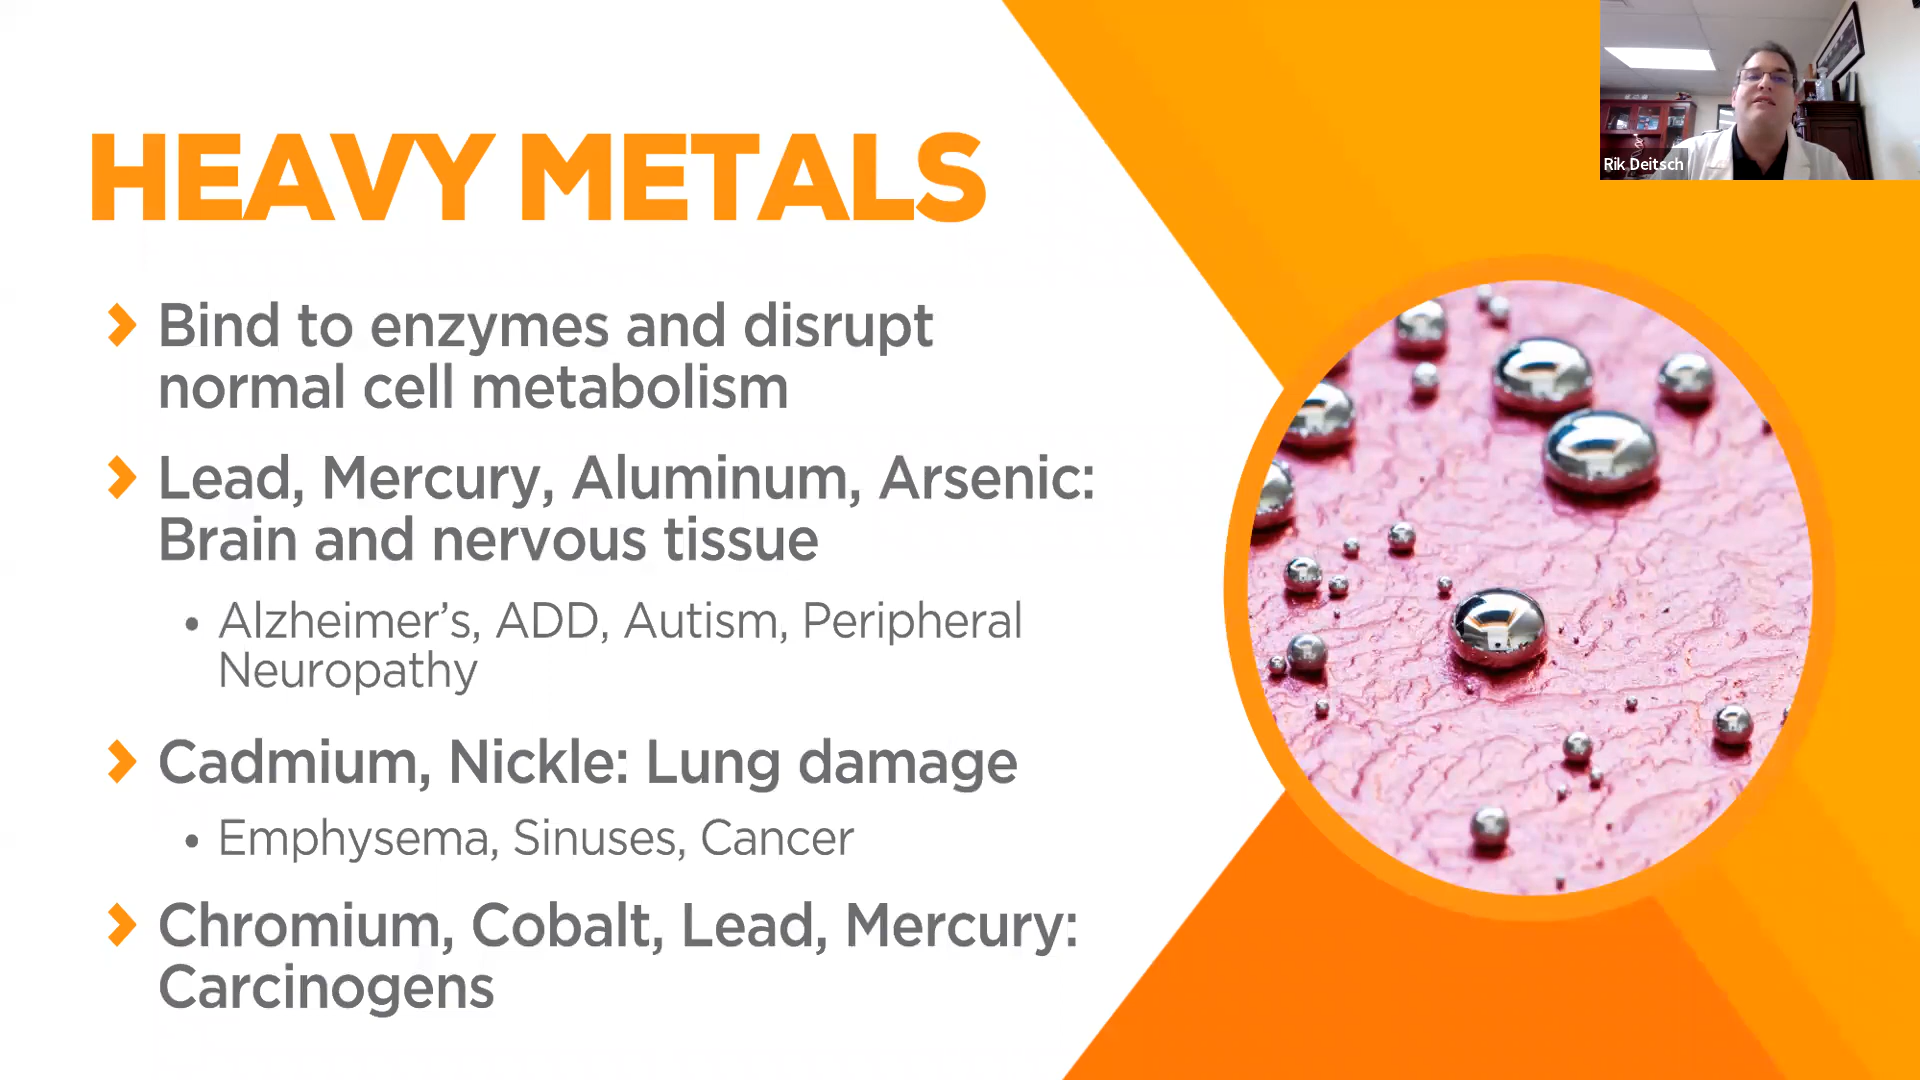 HEAVY METALS
Bind to enzymes and disrupt
normal cell metabolism
Lead, Mercury, Aluminum, Arsenic:
Brain and nervous tissue
• Alzheimer’s, ADD, Autism, Peripheral
Neuropathy
Cadmium, Nickle: Lung damage
• Emphysema, Sinuses, Cancer
Chromium, Cobalt, Lead, Mercury:
Carcinogens
Rik Deitsch